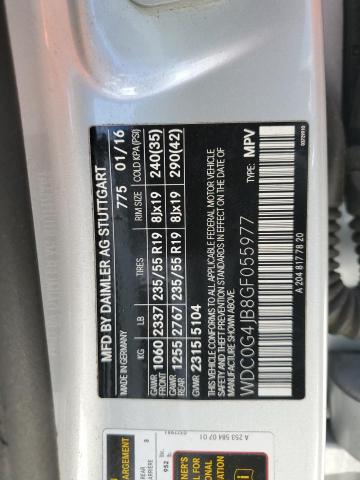 MFD BY DAIMLER AG STUTTGART
MADE IN GERMANY 775 01/16
KG LB TIRES RIM SIZE COLD KPA (PSI)
GAWR FRONT 1060 2337 235/55 R19 8Jx19 240(35)
GAWR REAR 1255 2767 235/55 R19 8Jx19 290(42)
GVWR 2315 5104
THIS VEHICLE CONFORMS TO ALL APPLICABLE FEDERAL MOTOR VEHICLE
SAFETY AND THEFT PREVENTION STANDARDS IN EFFECT ON THE DATE OF
MANUFACTURE SHOWN ABOVE.
TYPE: MPV
WDC0G4JB8GF055977
A 204 817 78 20
A 253 584 07 01
952